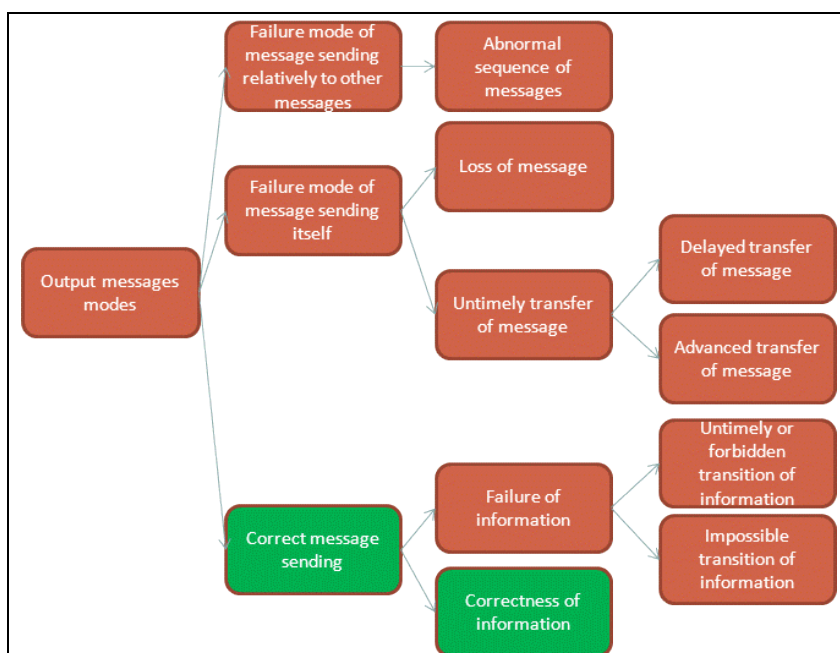 Failure mode of
message sending
relatively to other
messages
Abnormal
sequence of
messages
Loss of message
Failure mode of
message sending
itself
Output messages
modes
Untimely transfer
of message
Delayed transfer
of message
Advanced transfer
of message
Correct message
sending
Failure of
information
Untimely or
forbidden
transition of
information
Impossible
transition of
information
Correctness of
information